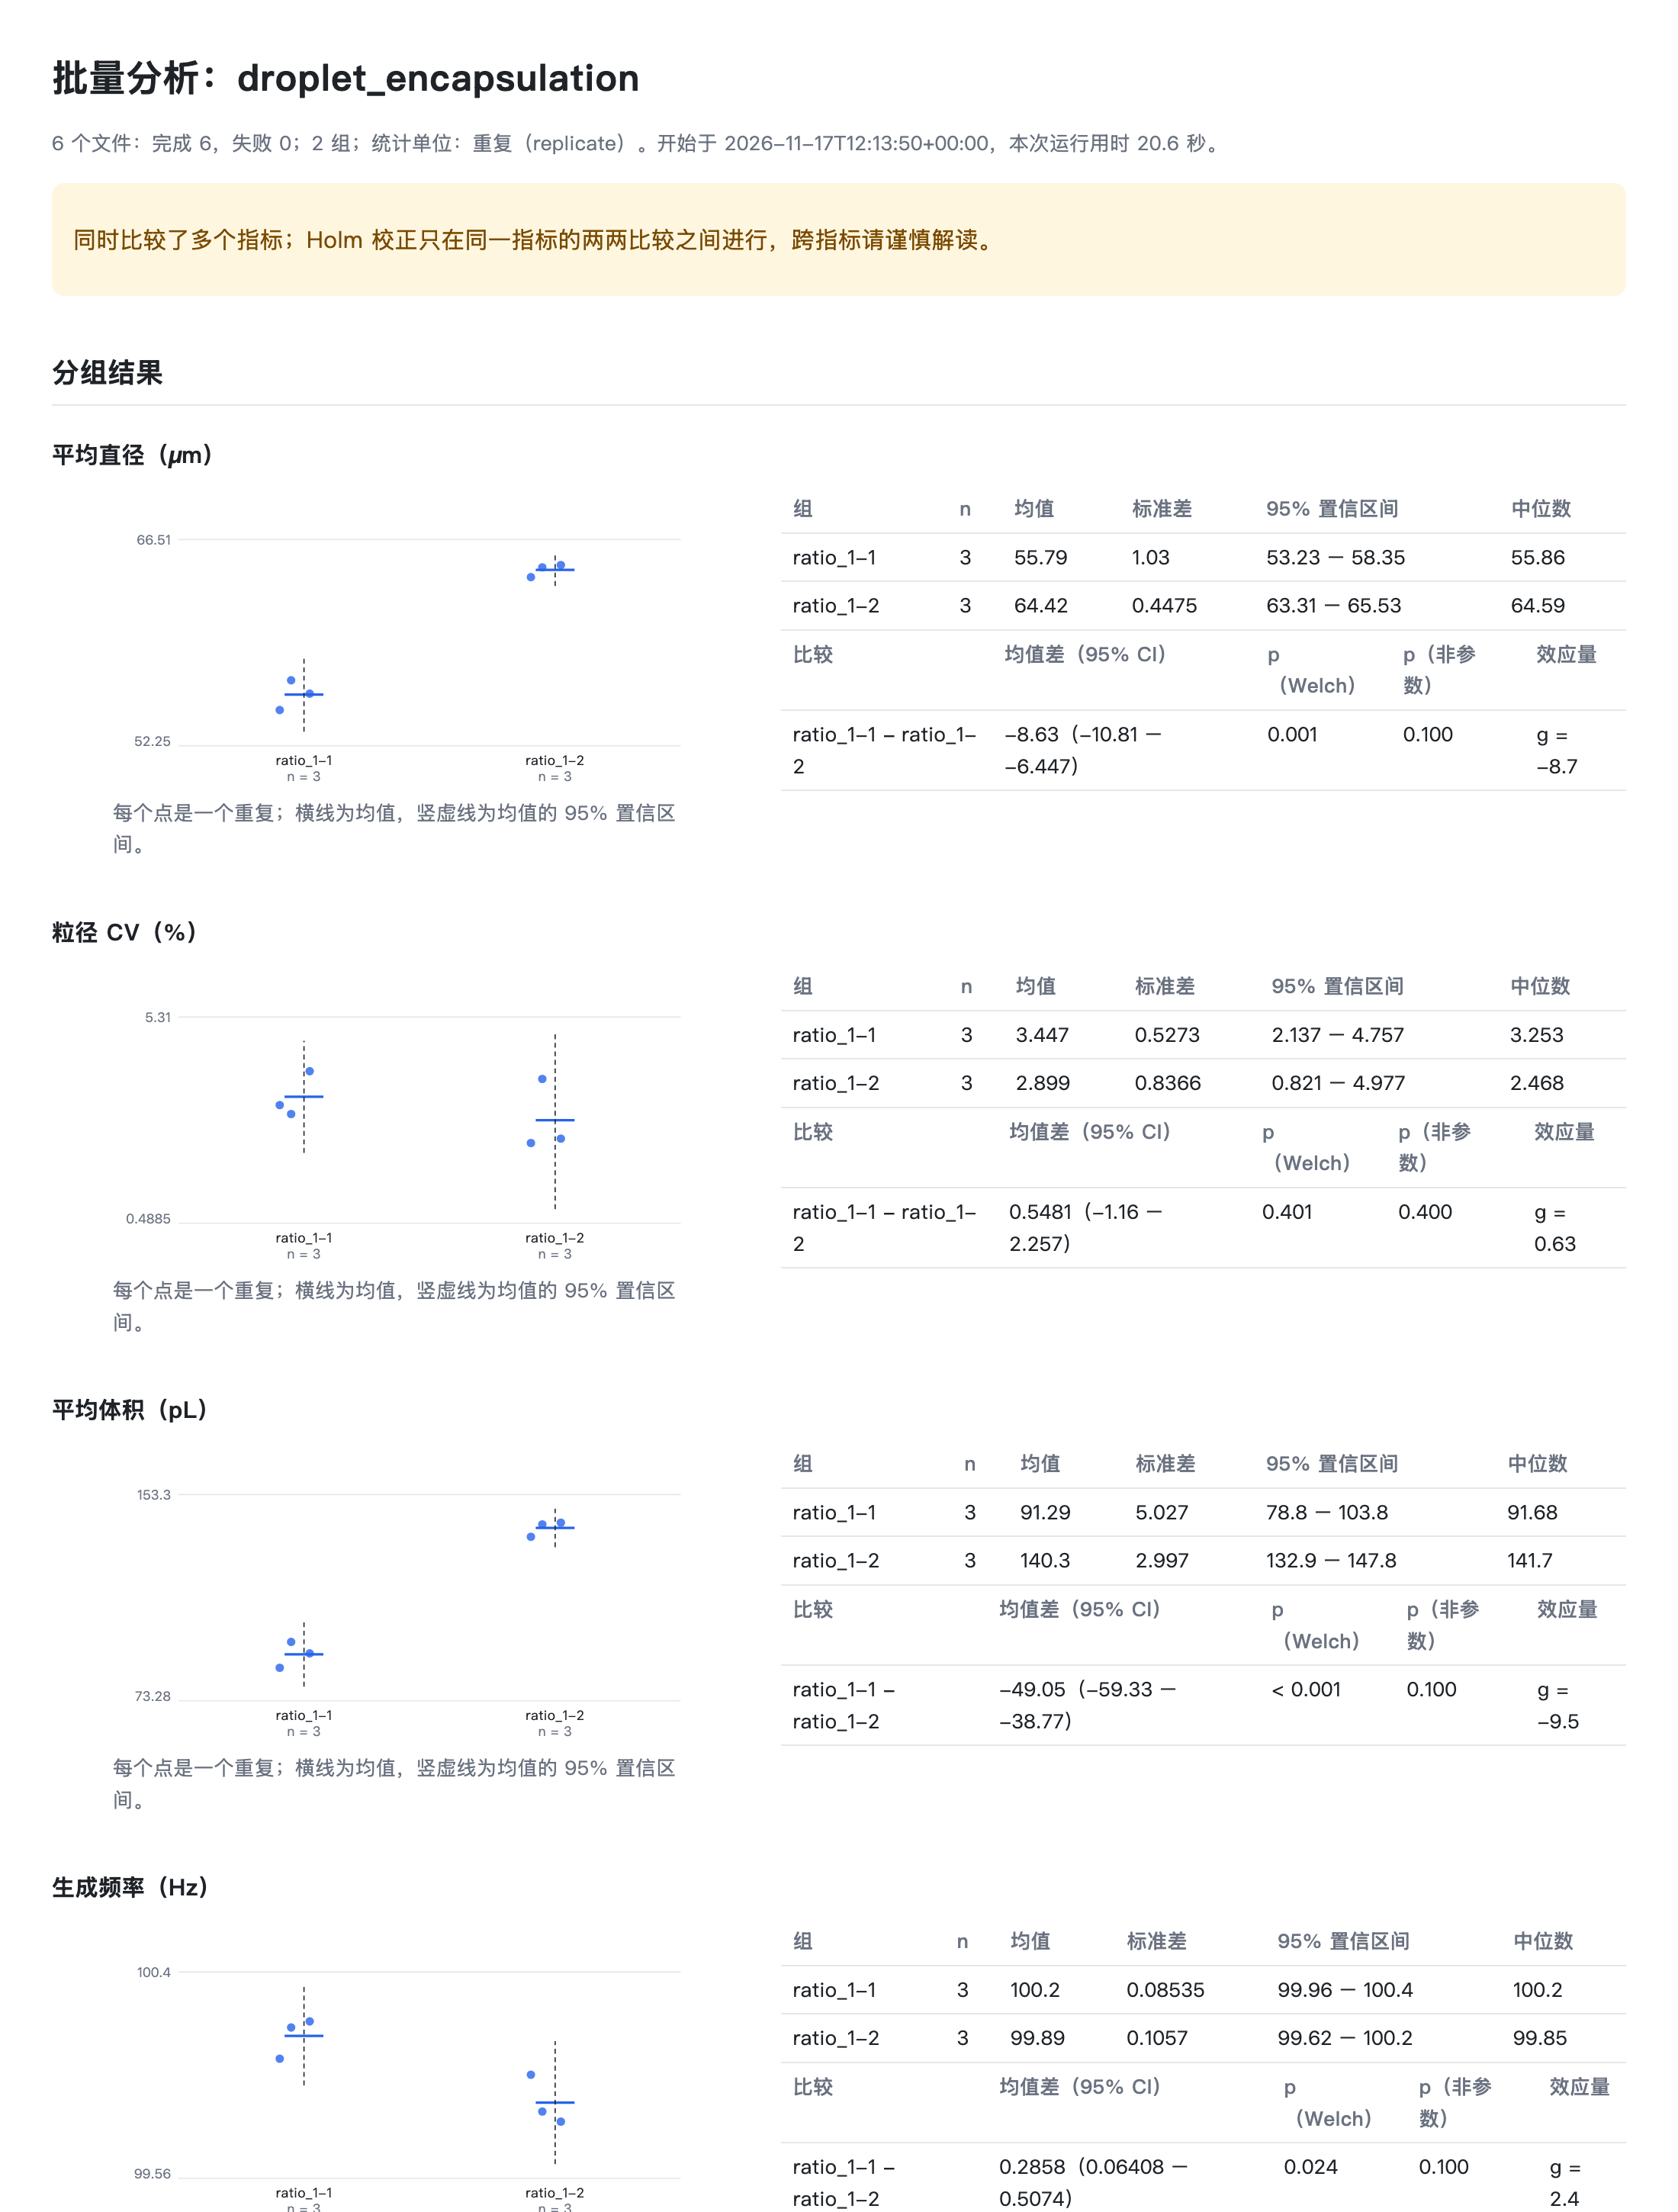 批量分析：droplet_encapsulation
6 个文件：完成 6，失败 0；2 组；统计单位：重复（replicate）。开始于 2026-11-17T12:13:50+00:00，本次运行用时 20.6 秒。
同时比较了多个指标；Holm 校正只在同一指标的两两比较之间进行，跨指标请谨慎解读。
分组结果
平均直径（µm）
66.51
52.25
ratio_1-1
n = 3
ratio_1-2
n = 3
每个点是一个重复；横线为均值，竖虚线为均值的 95% 置信区
间。
组 n 均值 标准差 95% 置信区间 中位数
ratio_1-1 3 55.79 1.03 53.23 — 58.35 55.86
ratio_1-2 3 64.42 0.4475 63.31 — 65.53 64.59
比较 均值差（95% CI） p（Welch） p（非参数） 效应量
ratio_1-1 – ratio_1-2 -8.63（-10.81 — -6.447） 0.001 0.100 g = -8.7
粒径 CV（%）
5.31
0.4885
ratio_1-1
n = 3
ratio_1-2
n = 3
每个点是一个重复；横线为均值，竖虚线为均值的 95% 置信区
间。
组 n 均值 标准差 95% 置信区间 中位数
ratio_1-1 3 3.447 0.5273 2.137 — 4.757 3.253
ratio_1-2 3 2.899 0.8366 0.821 — 4.977 2.468
比较 均值差（95% CI） p（Welch） p（非参数） 效应量
ratio_1-1 – ratio_1-2 0.5481（-1.16 — 2.257） 0.401 0.400 g = 0.63
平均体积（pL）
153.3
73.28
ratio_1-1
n = 3
ratio_1-2
n = 3
每个点是一个重复；横线为均值，竖虚线为均值的 95% 置信区
间。
组 n 均值 标准差 95% 置信区间 中位数
ratio_1-1 3 91.29 5.027 78.8 — 103.8 91.68
ratio_1-2 3 140.3 2.997 132.9 — 147.8 141.7
比较 均值差（95% CI） p（Welch） p（非参数） 效应量
ratio_1-1 – ratio_1-2 -49.05（-59.33 — -38.77） < 0.001 0.100 g = -9.5
生成频率（Hz）
100.4
99.56
ratio_1-1
n = 3
ratio_1-2
n = 3
组 n 均值 标准差 95% 置信区间 中位数
ratio_1-1 3 100.2 0.08535 99.96 — 100.4 100.2
ratio_1-2 3 99.89 0.1057 99.62 — 100.2 99.85
比较 均值差（95% CI） p（Welch） p（非参数） 效应量
ratio_1-1 – ratio_1-2 0.2858（0.06408 — 0.5074） 0.024 0.100 g = 2.4